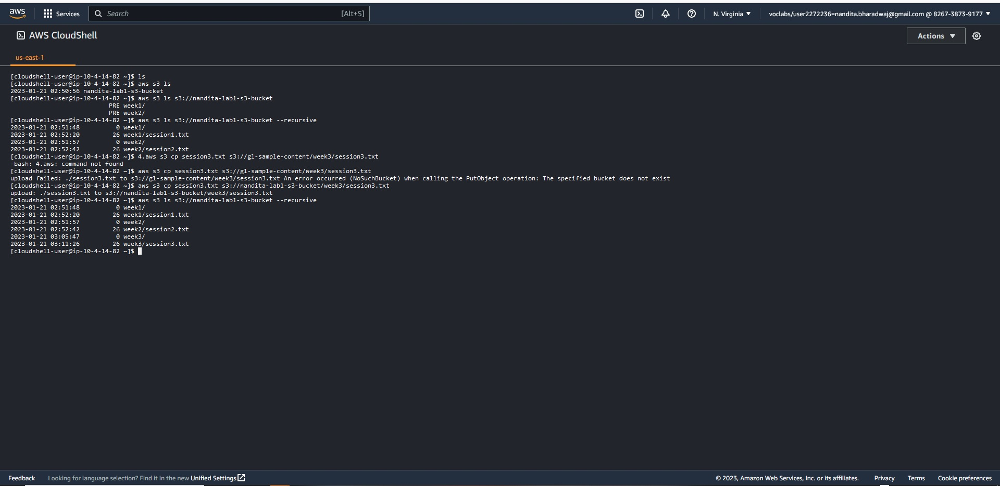 aws Services Search [Alt+S] N. Virginia voclabs/user2272236=nandita.bharadwaj@gmail.com @ 8267-3873-9177
AWS CloudShell Actions
us-east-1
[cloudshell-user@ip-10-4-14-82 ~]$ ls
[cloudshell-user@ip-10-4-14-82 ~]$ aws s3 ls
2023-01-21 02:50:56 nandita-lab1-s3-bucket
[cloudshell-user@ip-10-4-14-82 ~]$ aws s3 ls s3://nandita-lab1-s3-bucket
                           PRE week1/
                           PRE week2/
[cloudshell-user@ip-10-4-14-82 ~]$ aws s3 ls s3://nandita-lab1-s3-bucket --recursive
2023-01-21 02:51:48          0 week1/
2023-01-21 02:52:20         26 week1/session1.txt
2023-01-21 02:51:57          0 week2/
2023-01-21 02:52:42         26 week2/session2.txt
[cloudshell-user@ip-10-4-14-82 ~]$ 4.aws s3 cp session3.txt s3://gl-sample-content/week3/session3.txt
-bash: 4.aws: command not found
[cloudshell-user@ip-10-4-14-82 ~]$ aws s3 cp session3.txt s3://gl-sample-content/week3/session3.txt
upload failed: ./session3.txt to s3://gl-sample-content/week3/session3.txt An error occurred (NoSuchBucket) when calling the PutObject operation: The specified bucket does not exist
[cloudshell-user@ip-10-4-14-82 ~]$ aws s3 cp session3.txt s3://nandita-lab1-s3-bucket/week3/session3.txt
upload: ./session3.txt to s3://nandita-lab1-s3-bucket/week3/session3.txt
[cloudshell-user@ip-10-4-14-82 ~]$ aws s3 ls s3://nandita-lab1-s3-bucket --recursive
2023-01-21 02:51:48          0 week1/
2023-01-21 02:52:20         26 week1/session1.txt
2023-01-21 02:51:57          0 week2/
2023-01-21 02:52:42         26 week2/session2.txt
2023-01-21 03:05:47          0 week3/
2023-01-21 03:11:26         26 week3/session3.txt
[cloudshell-user@ip-10-4-14-82 ~]$
Feedback Looking for language selection? Find it in the new Unified Settings © 2023, Amazon Web Services, Inc. or its affiliates. Privacy Terms Cookie preferences